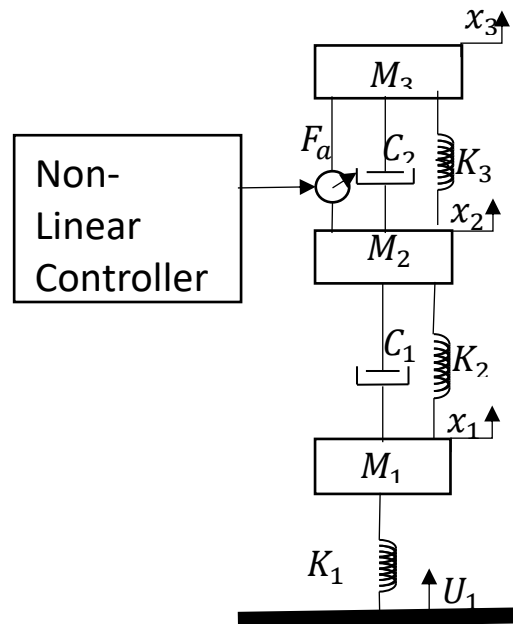 x₃
M₃
Fₐ
C₂
K₃
Non-
Linear
Controller
x₂
M₂
C₁
K₂
x₁
M₁
K₁
U₁